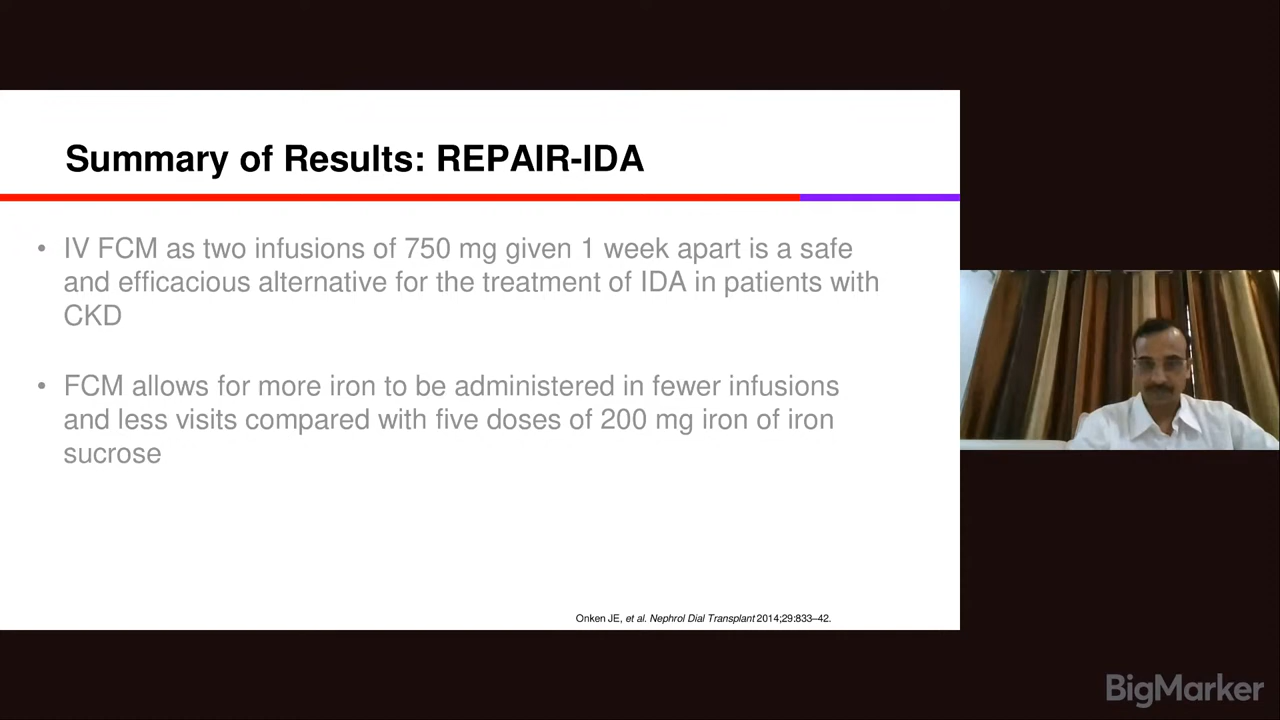 Summary of Results: REPAIR-IDA
• IV FCM as two infusions of 750 mg given 1 week apart is a safe
and efficacious alternative for the treatment of IDA in patients with
CKD
• FCM allows for more iron to be administered in fewer infusions
and less visits compared with five doses of 200 mg iron of iron
sucrose
Onken JE, et al. Nephrol Dial Transplant 2014;29:833–42.
BigMarker